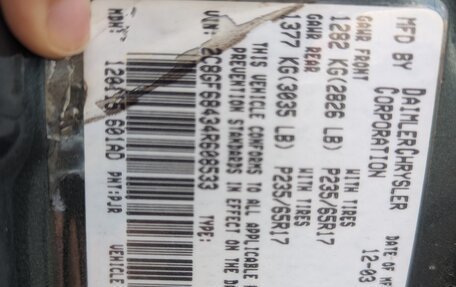 MFD BY DAIMLERCHRYSLER CORPORATION
DATE OF MF
12-03
GAWR FRONT WITH TIRES
1282 KG(2826 LB) P235/65R17
GAWR REAR WITH TIRES
1377 KG(3035 LB) P235/65R17
THIS VEHICLE CONFORMS TO ALL APPLICABLE
PREVENTION STANDARDS IN EFFECT ON THE D
VIN: 2C8GF68434R608533 TYPE:
MDH: 601AD PNT:PJR VEHICLE